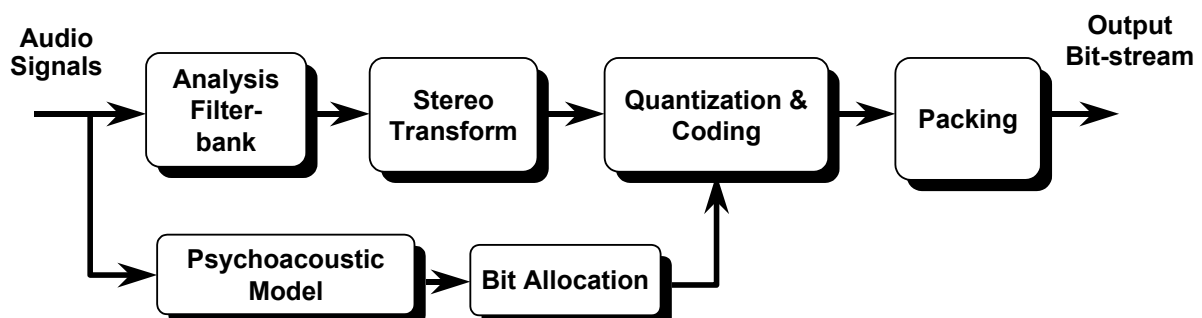 Audio
Signals
Analysis
Filter-
bank
Stereo
Transform
Quantization &
Coding
Packing
Output
Bit-stream
Psychoacoustic
Model
Bit Allocation